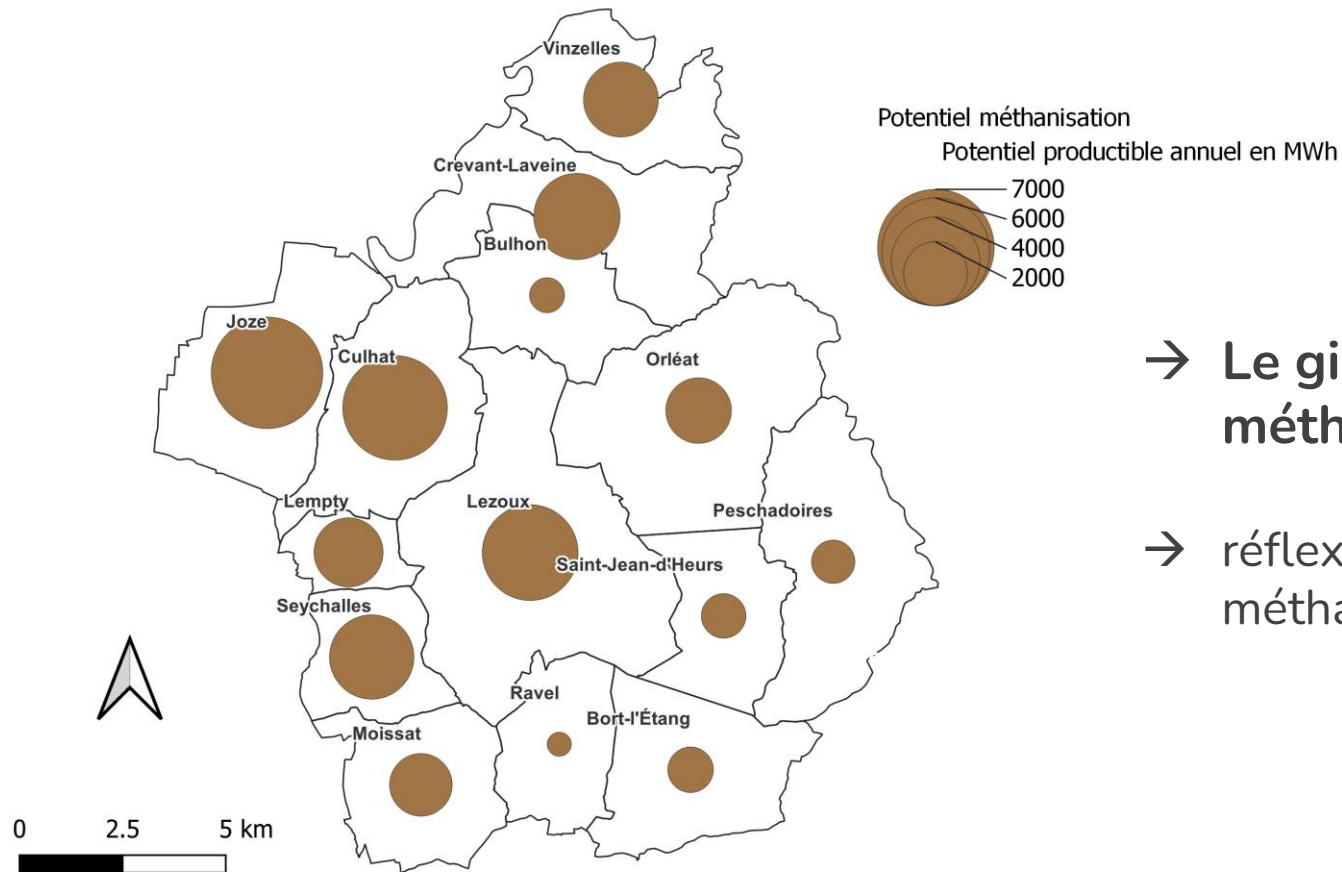 Vinzelles
Crevant-Laveine
Bulhon
Joze
Culhat
Orléat
Lempty
Lezoux
Peschadoires
Saint-Jean-d'Heurs
Seychalles
Ravel
Bort-l'Étang
Moissat
0 2.5 5 km
Potentiel méthanisation
Potentiel productible annuel en MWh
7000
6000
4000
2000
→ Le gi
méth
→ réflex
métha